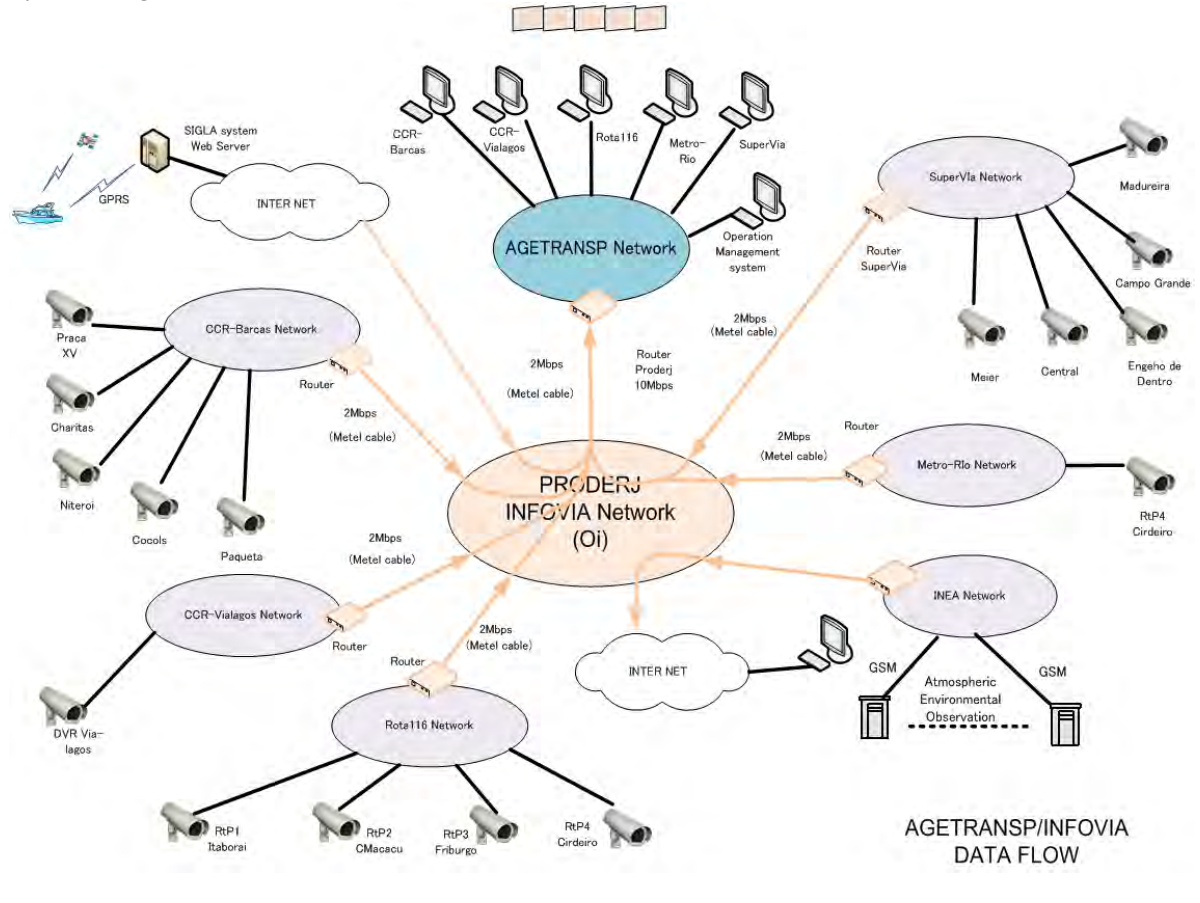 SIGLA system
Web Server
GPRS
INTER NET
CCR-
Barcas
CCR-
Vialagos
Rota116
Metro-
Rio
SuperVia
AGETRANSP Network
Operation
Management
system
SuperVIa Network
Madureira
Router
SuperVia
Campo Grande
Meier
Central
Engeho de
Dentro
2Mbps
(Metel cable)
CCR-Barcas Network
Praca
XV
Router
Charitas
Niteroi
Cocols
Paqueta
2Mbps
(Metel cable)
2Mbps
(Metel cable)
Router
Proderj
10Mbps
PRODERJ
INFOVIA Network
(Oi)
2Mbps
(Metel cable)
Router
Metro-RIo Network
RtP4
Cirdeiro
2Mbps
(Metel cable)
CCR-Vialagos Network
Router
DVR Via-
lagos
2Mbps
(Metel cable)
Router
Rota116 Network
RtP1
Itaborai
RtP2
CMacacu
RtP3
Friburgo
RtP4
Cirdeiro
INTER NET
INEA Network
GSM
GSM
Atmospheric
Environmental
Observation
AGETRANSP/INFOVIA
DATA FLOW